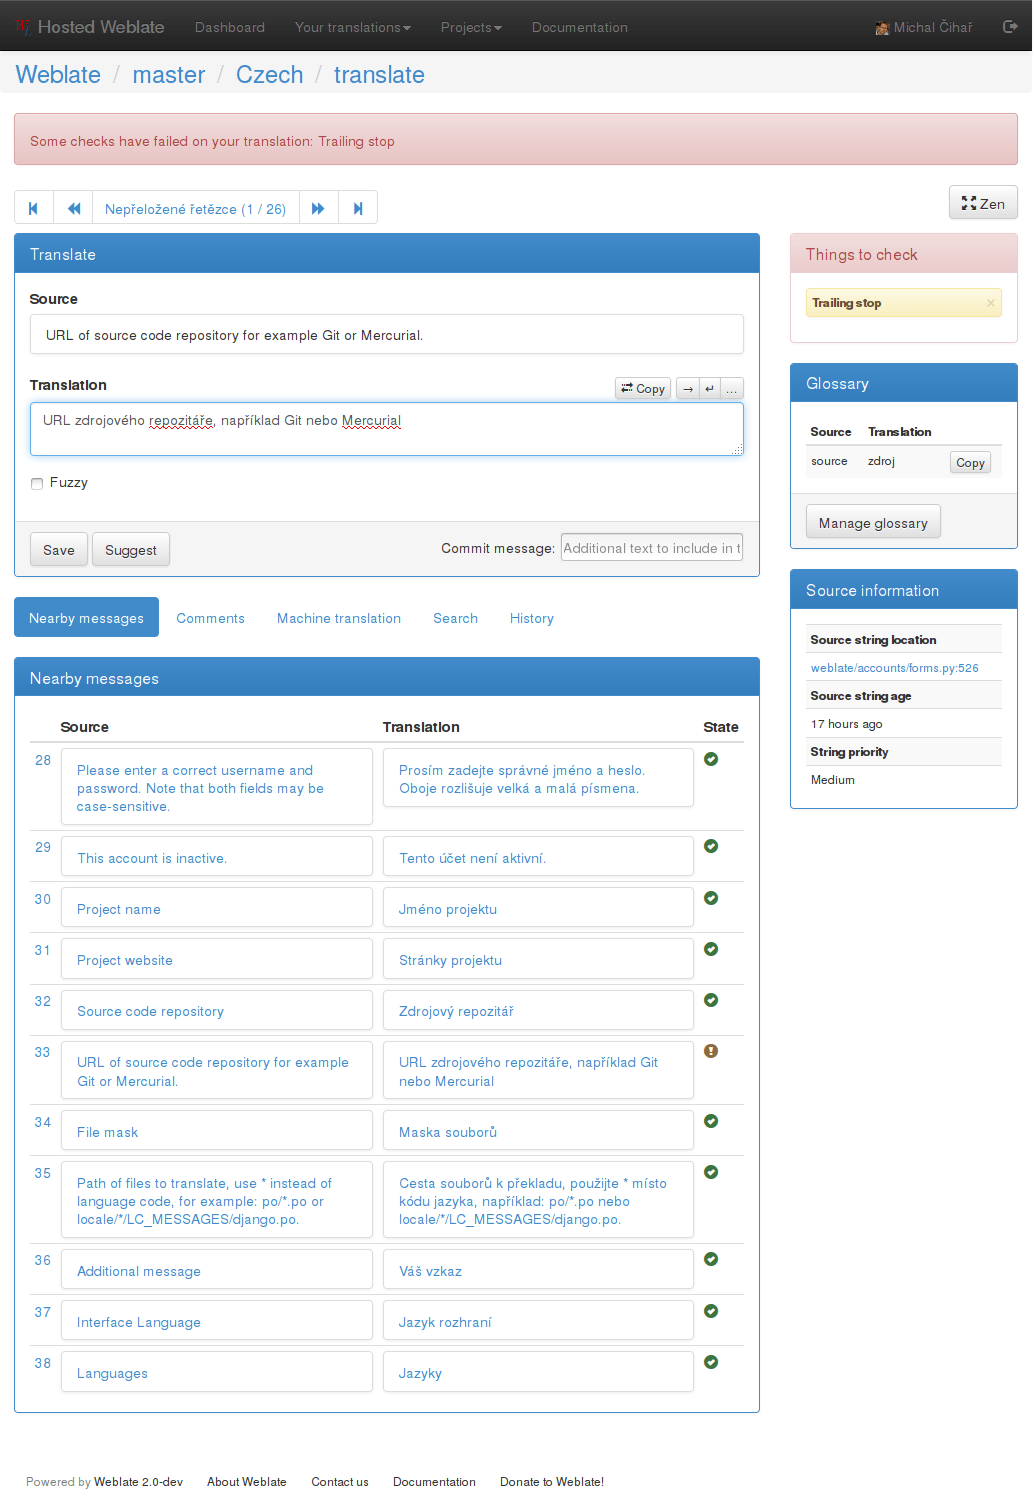 Hosted Weblate Dashboard Your translations Projects Documentation Michal Čihař
Weblate / master / Czech / translate
Some checks have failed on your translation: Trailing stop
Nepřeložené řetězce (1 / 26)
Zen
Translate
Source
URL of source code repository for example Git or Mercurial.
Translation
Copy → ↵ …
URL zdrojového repozitáře, například Git nebo Mercurial
Fuzzy
Save Suggest Commit message: Additional text to include in t
Things to check
Trailing stop ×
Glossary
Source Translation
source zdroj Copy
Manage glossary
Source information
Source string location
weblate/accounts/forms.py:526
Source string age
17 hours ago
String priority
Medium
Nearby messages Comments Machine translation Search History
Nearby messages
Source Translation State
28
Please enter a correct username and
password. Note that both fields may be
case-sensitive.
Prosím zadejte správné jméno a heslo.
Oboje rozlišuje velká a malá písmena.
29
This account is inactive.
Tento účet není aktivní.
30
Project name
Jméno projektu
31
Project website
Stránky projektu
32
Source code repository
Zdrojový repozitář
33
URL of source code repository for example
Git or Mercurial.
URL zdrojového repozitáře, například Git
nebo Mercurial
34
File mask
Maska souborů
35
Path of files to translate, use * instead of
language code, for example: po/*.po or
locale/*/LC_MESSAGES/django.po.
Cesta souborů k překladu, použijte * místo
kódu jazyka, například: po/*.po nebo
locale/*/LC_MESSAGES/django.po.
36
Additional message
Váš vzkaz
37
Interface Language
Jazyk rozhraní
38
Languages
Jazyky
Powered by Weblate 2.0-dev About Weblate Contact us Documentation Donate to Weblate!